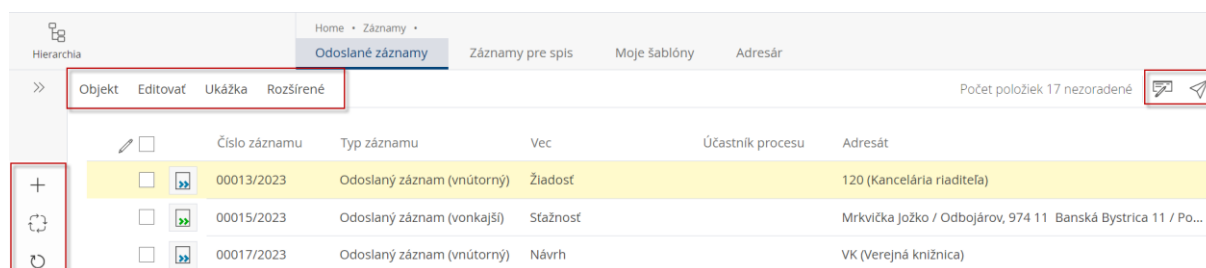 Home • Záznamy •
Hierarchia
Odoslané záznamy Záznamy pre spis Moje šablóny Adresár
Objekt Editovať Ukážka Rozšírené Počet položiek 17 nezoradené
Číslo záznamu Typ záznamu Vec Účastník procesu Adresát
00013/2023 Odoslaný záznam (vnútorný) Žiadosť 120 (Kancelária riaditeľa)
00015/2023 Odoslaný záznam (vonkajší) Sťažnosť Mrkvička Jožko / Odbojárov, 974 11 Banská Bystrica 11 / Po...
00017/2023 Odoslaný záznam (vnútorný) Návrh VK (Verejná knižnica)